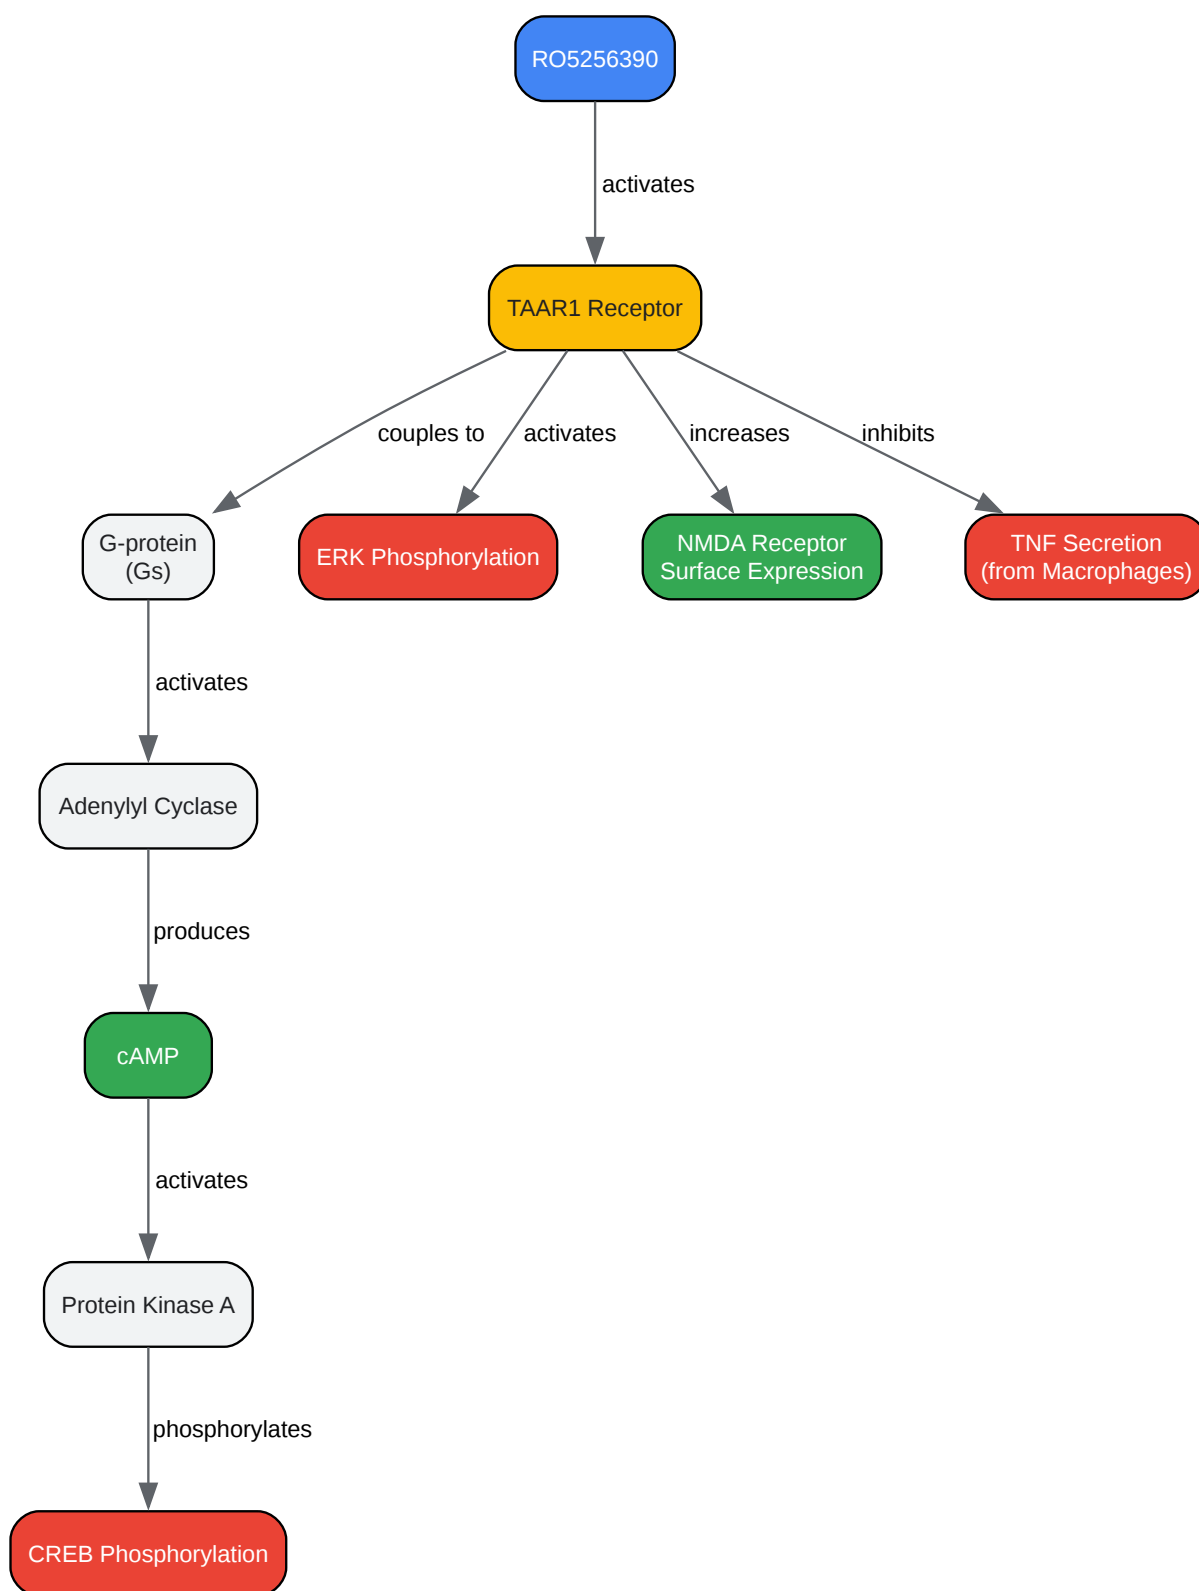 RO5256390
activates
TAAR1 Receptor
couples to
activates
increases
inhibits
G-protein
(Gs)
ERK Phosphorylation
NMDA Receptor
Surface Expression
TNF Secretion
(from Macrophages)
activates
Adenylyl Cyclase
produces
cAMP
activates
Protein Kinase A
phosphorylates
CREB Phosphorylation